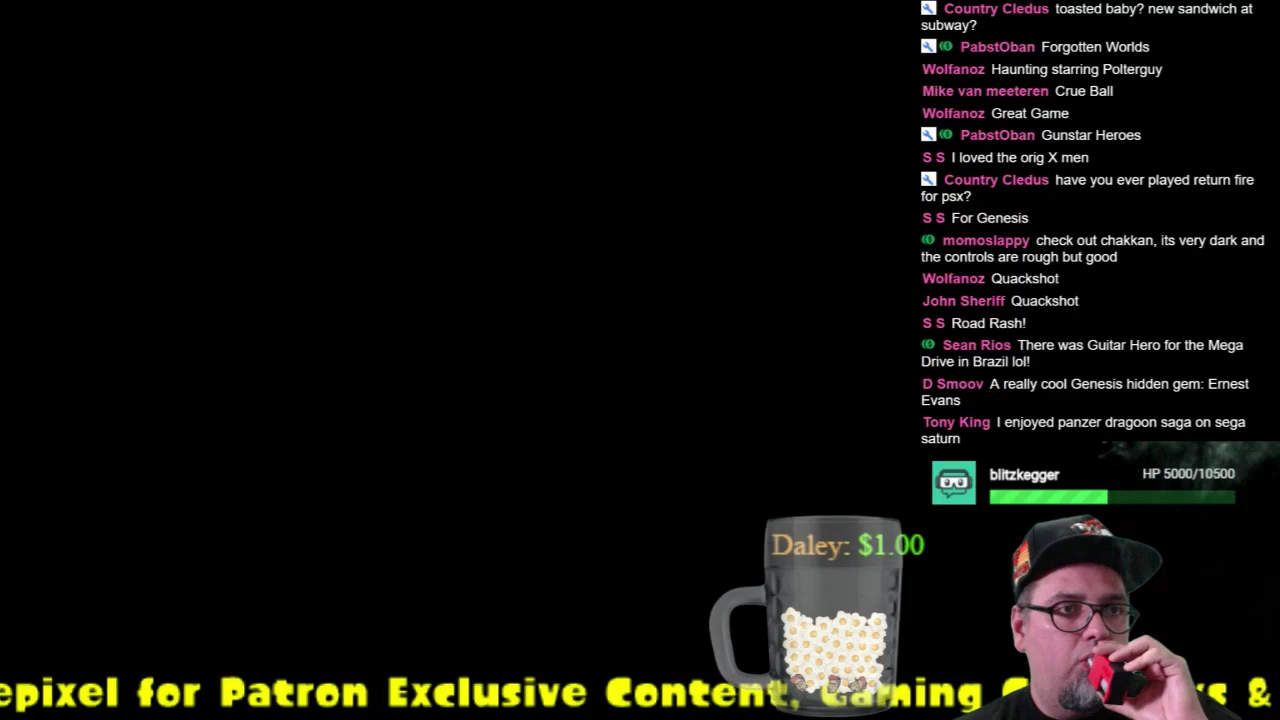 Country Cledus toasted baby? new sandwich at
subway?
PabstOban Forgotten Worlds
Wolfanoz Haunting starring Polterguy
Mike van meeteren Crue Ball
Wolfanoz Great Game
PabstOban Gunstar Heroes
S S I loved the orig X men
Country Cledus have you ever played return fire
for psx?
S S For Genesis
momoslappy check out chakkan, its very dark and
the controls are rough but good
Wolfanoz Quackshot
John Sheriff Quackshot
S S Road Rash!
Sean Rios There was Guitar Hero for the Mega
Drive in Brazil lol!
D Smoov A really cool Genesis hidden gem: Ernest
Evans
Tony King I enjoyed panzer dragoon saga on sega
saturn
blitzkegger HP 5000/10500
Daley: $1.00
epixel for Patron Exclusive Content, Gaming &